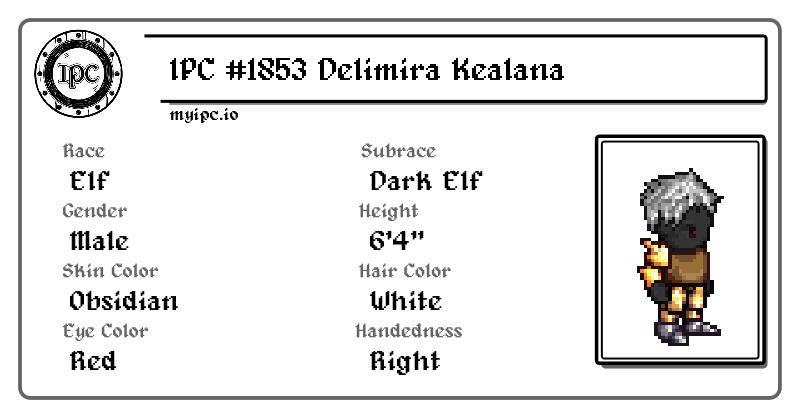 IPC
IPC #1853 Delimira Kealana
myipc.io
Race
Elf
Subrace
Dark Elf
Gender
Male
Height
6'4"
Skin Color
Obsidian
Hair Color
White
Eye Color
Red
Handedness
Right